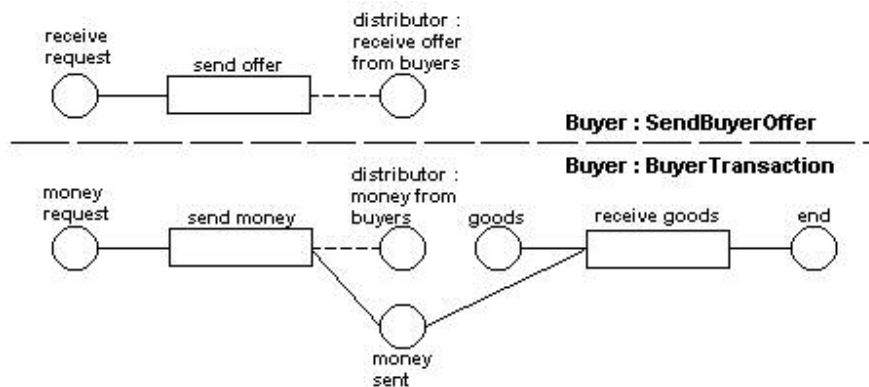 receive
request
send offer
distributor :
receive offer
from buyers
Buyer : SendBuyerOffer
Buyer : BuyerTransaction
money
request
send money
distributor :
money from
buyers
goods
receive goods
end
money
sent